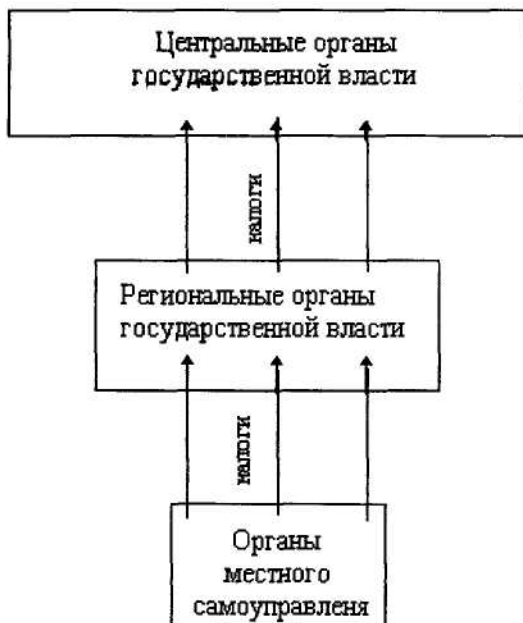 Центральные органы
государственной власти
налоги
Региональные органы
государственной власти
налоги
Органы
местного
самоуправленя